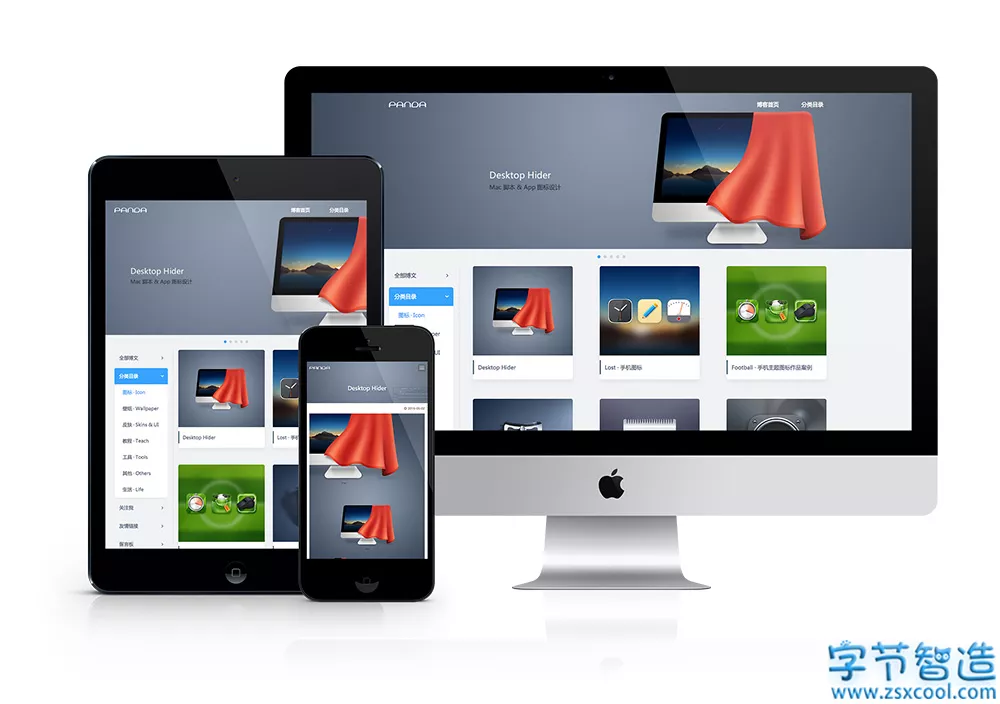 PANDA
博客首页
分类目录
Desktop Hider
Mac 脚本 & App 图标设计
全部博文
分类目录
图标 · Icon
per
UI
Desktop Hider
Lost · 手机图标
Football · 手机主题图标作品案例
PANDA
博客首页
分类目录
Desktop Hider
Mac 脚本 & App 图标设计
全部博文
分类目录
图标 · Icon
壁纸 · Wallpaper
皮肤 · Skins & UI
教程 · Teach
工具 · Tools
其他 · Others
生活 · Life
关注我
友情链接
留言板
Desktop Hider
Lost · 手
PANDA
Desktop Hider
字节智造
www.zsxcool.com